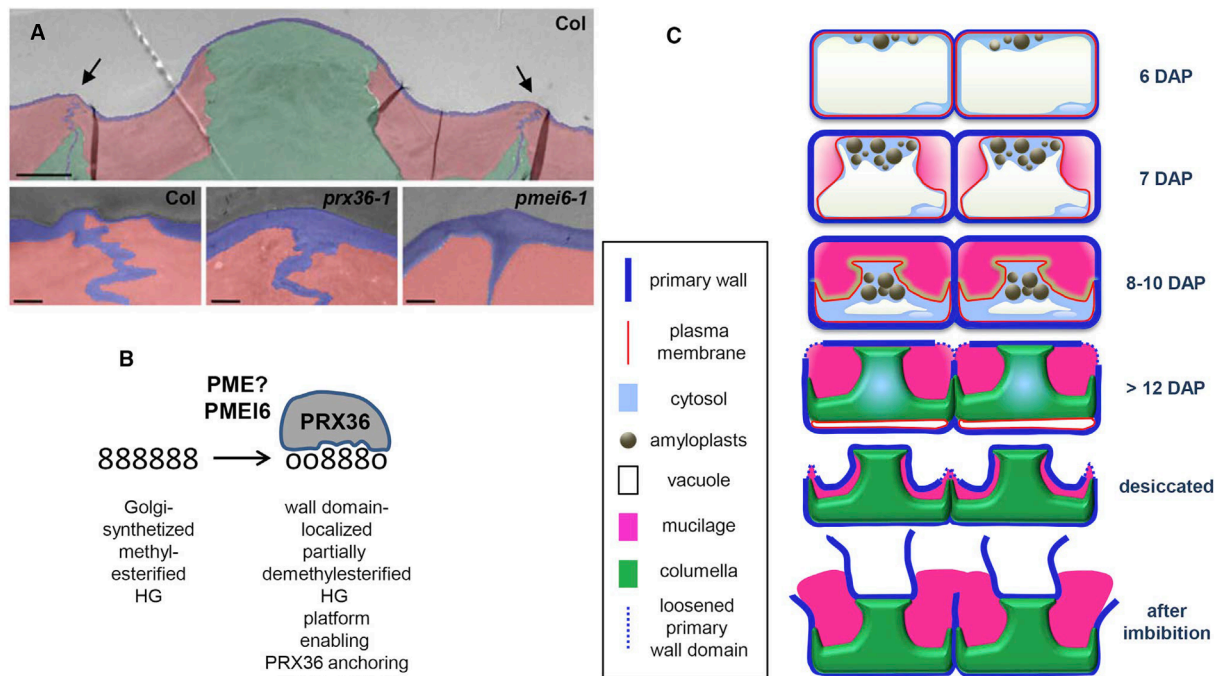 A
Col
Col
prx36-1
pmei6-1
B
PME?
PMEI6
PRX36
888888
oo888o
Golgi-
synthetized
methyl-
esterified
HG
wall domain-
localized
partially
demethylesterified
HG
platform
enabling
PRX36 anchoring
primary wall
plasma
membrane
cytosol
amyloplasts
vacuole
mucilage
columella
loosened
primary
wall domain
C
6 DAP
7 DAP
8-10 DAP
> 12 DAP
desiccated
after
imbibition